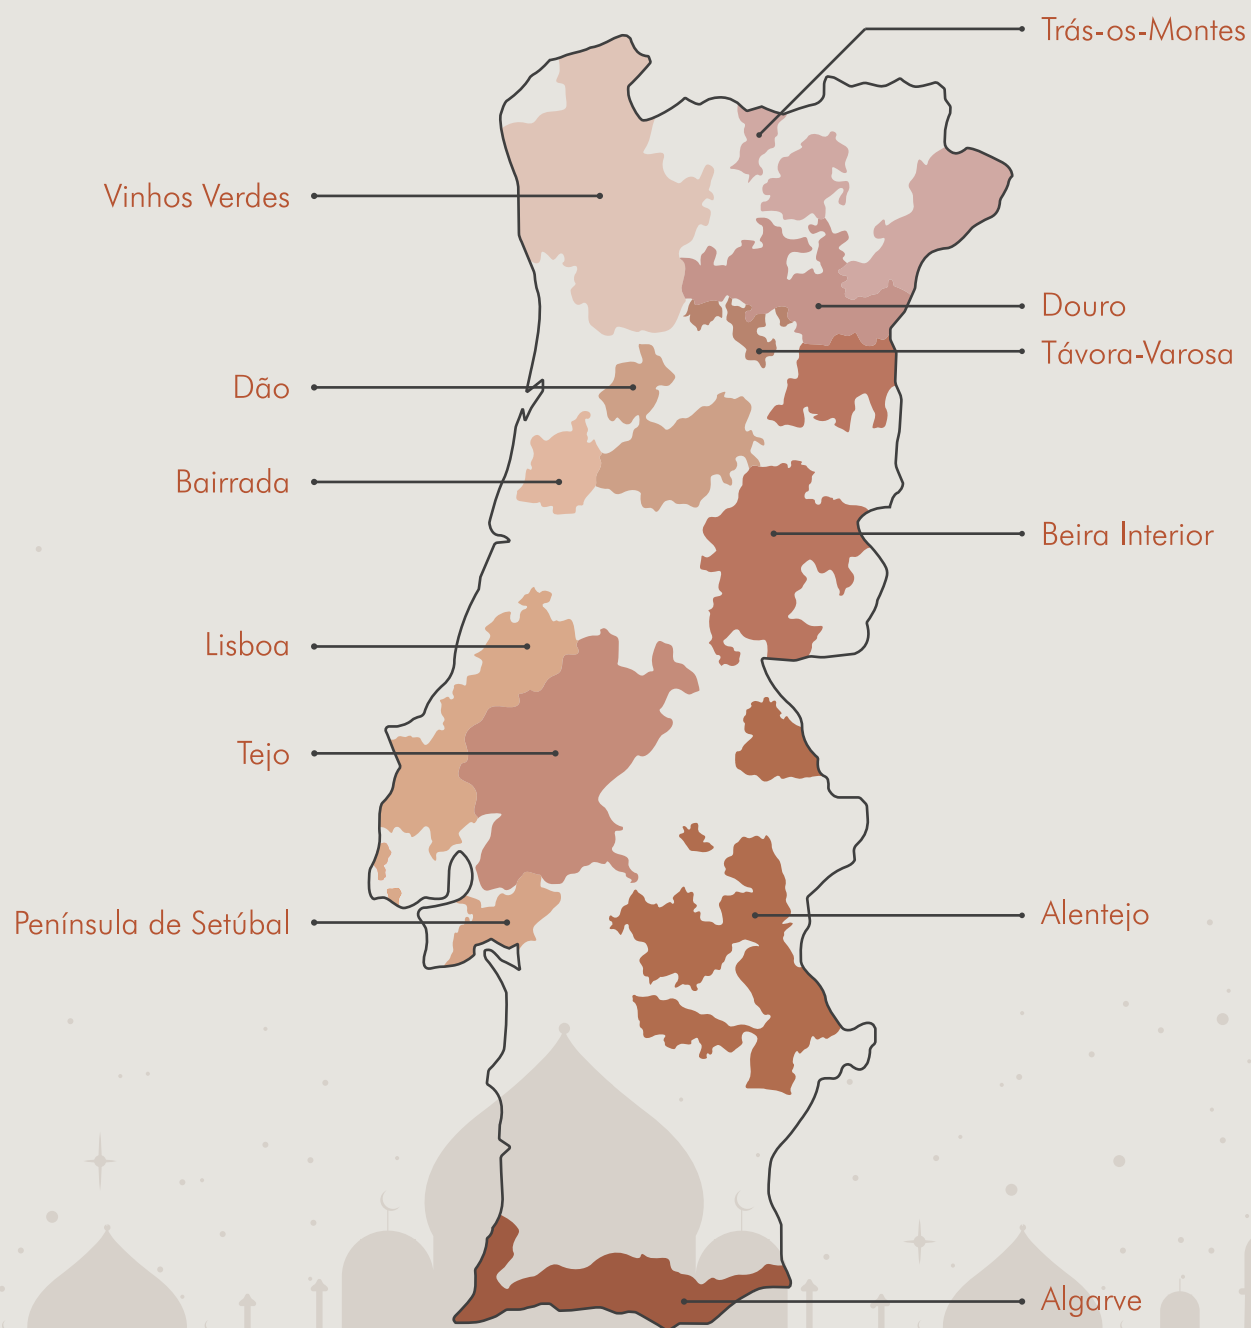 Trás-os-Montes
Vinhos Verdes
Douro
Távora-Varosa
Dão
Bairrada
Beira Interior
Lisboa
Tejo
Alentejo
Península de Setúbal
Algarve